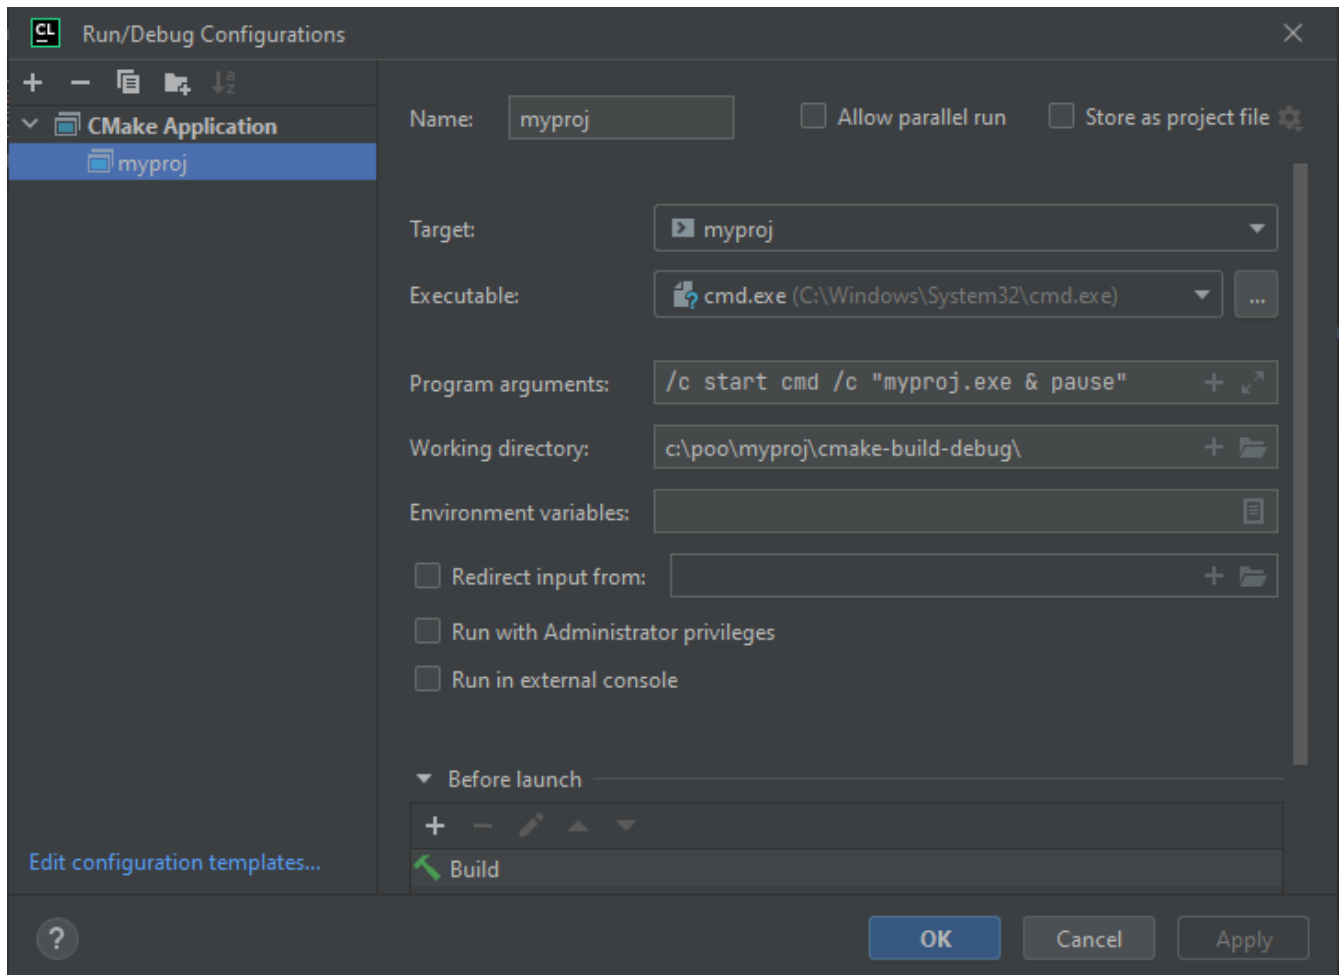 CL Run/Debug Configurations
CMake Application
myproj
Edit configuration templates...
Name: myproj Allow parallel run Store as project file
Target: myproj
Executable: cmd.exe (C:\Windows\System32\cmd.exe) ...
Program arguments: /c start cmd /c "myproj.exe & pause"
Working directory: c:\poo\myproj\cmake-build-debug\
Environment variables:
Redirect input from:
Run with Administrator privileges
Run in external console
Before launch
Build
? OK Cancel Apply